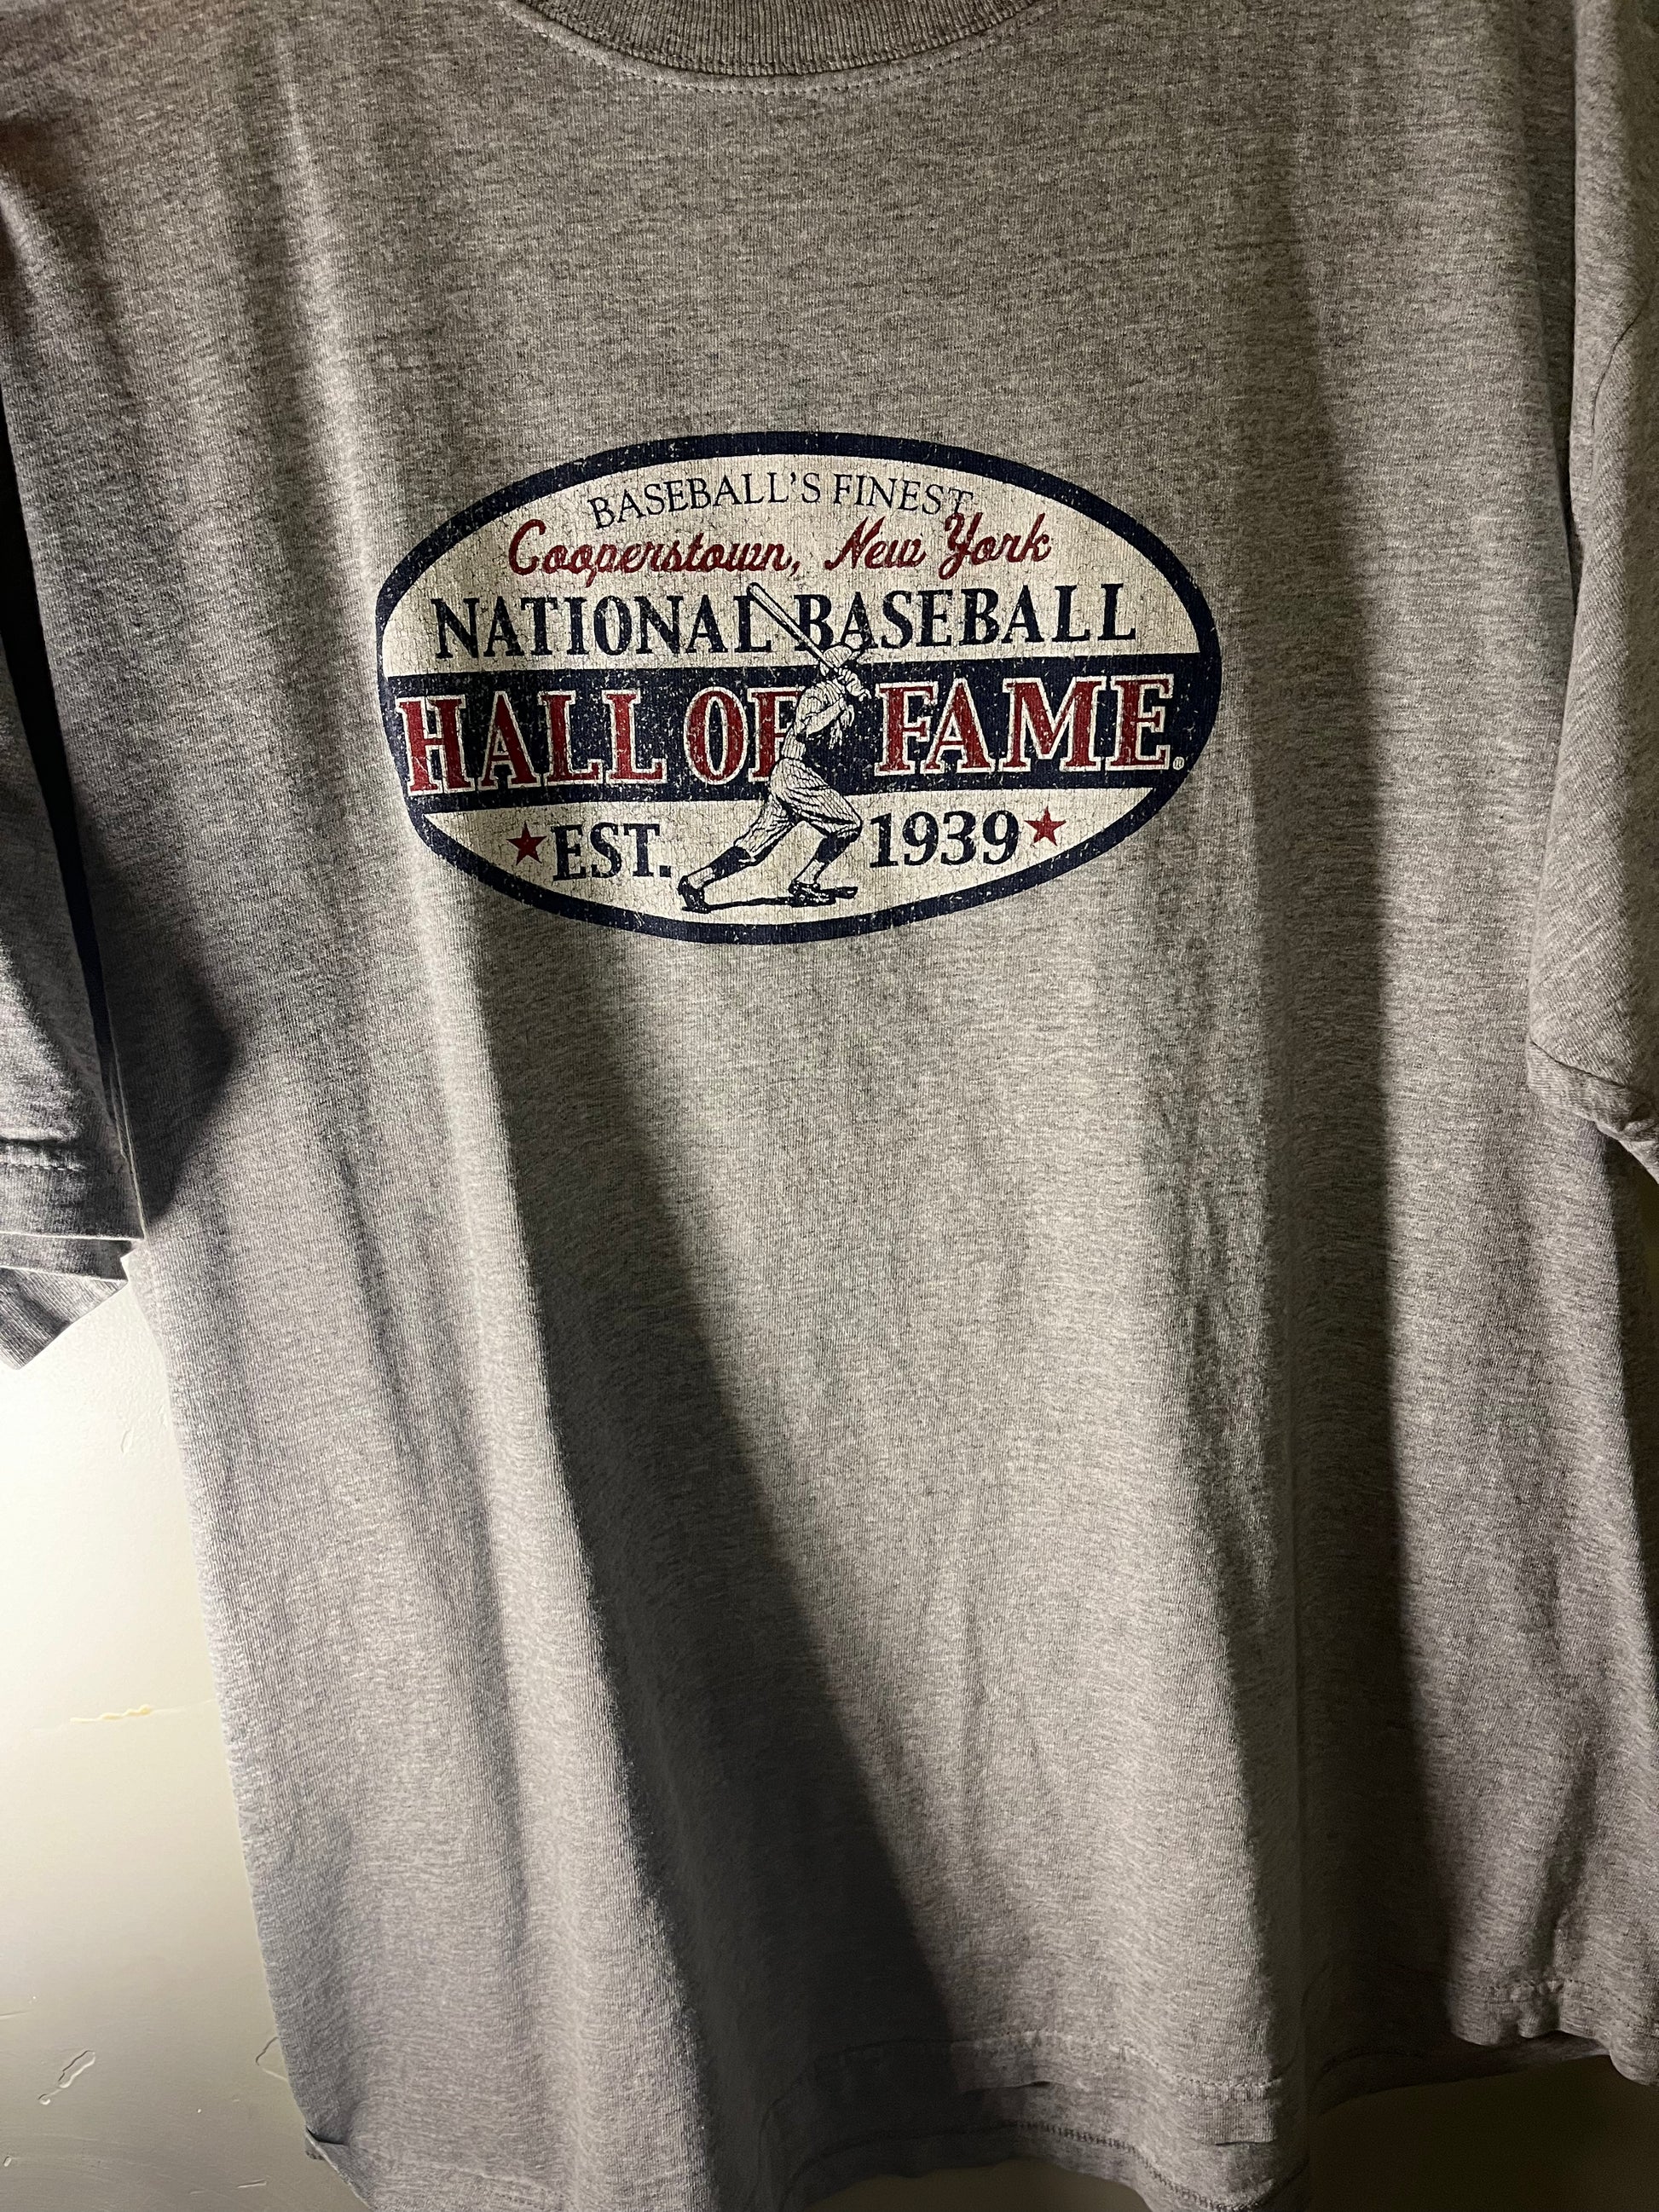 BASEBALL'S FINEST
Cooperstown, New York
NATIONAL BASEBALL
HALL OF FAME®
★EST. 1939★